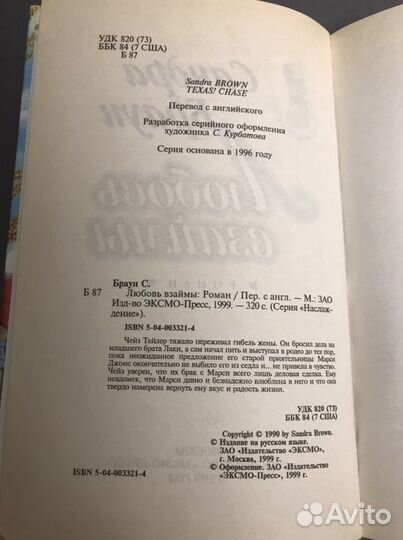 УДК 820 (73)
ББК 84 (7 США)
Б 87
Sandra BROWN
TEXAS! CHASE
Перевод с английского
Разработка серийного оформления
художника С. Курбатова
Серия основана в 1996 году
Браун С.
Б 87 Любовь взаймы: Роман / Пер. с англ. — М.: ЗАО
Изд-во ЭКСМО-Пресс, 1999. — 320 с. (Серия «Наслаж-
дение»).
ISBN 5-04-003321-4
Чейз Тайлер тяжело переживал гибель жены. Он бросил дела на
младшего брата Лаки, а сам начал пить и выступал в родео до тех пор,
пока неожиданное предложение его старой приятельницы Марси
Джонс окончательно не выбило его из седла и... не привела в чувство.
Чейз уверен, что их брак с Марси всего лишь деловая сделка. Ему
невдомек, что Марси давно и безнадежно влюблена в него и что она
твердо намерена вернуть ему вкус и радость жизни.
УДК 820 (73)
ББК 84 (7 США)
Copyright © 1990 by Sandra Brown.
© Издание на русском языке.
ЗАО «Издательство «ЭКСМО»,
г. Москва, 1999 г.
© Оформление. ЗАО «Издательство
«ЭКСМО-Пресс», 1999 г.
ISBN 5-04-003321-4
Avito